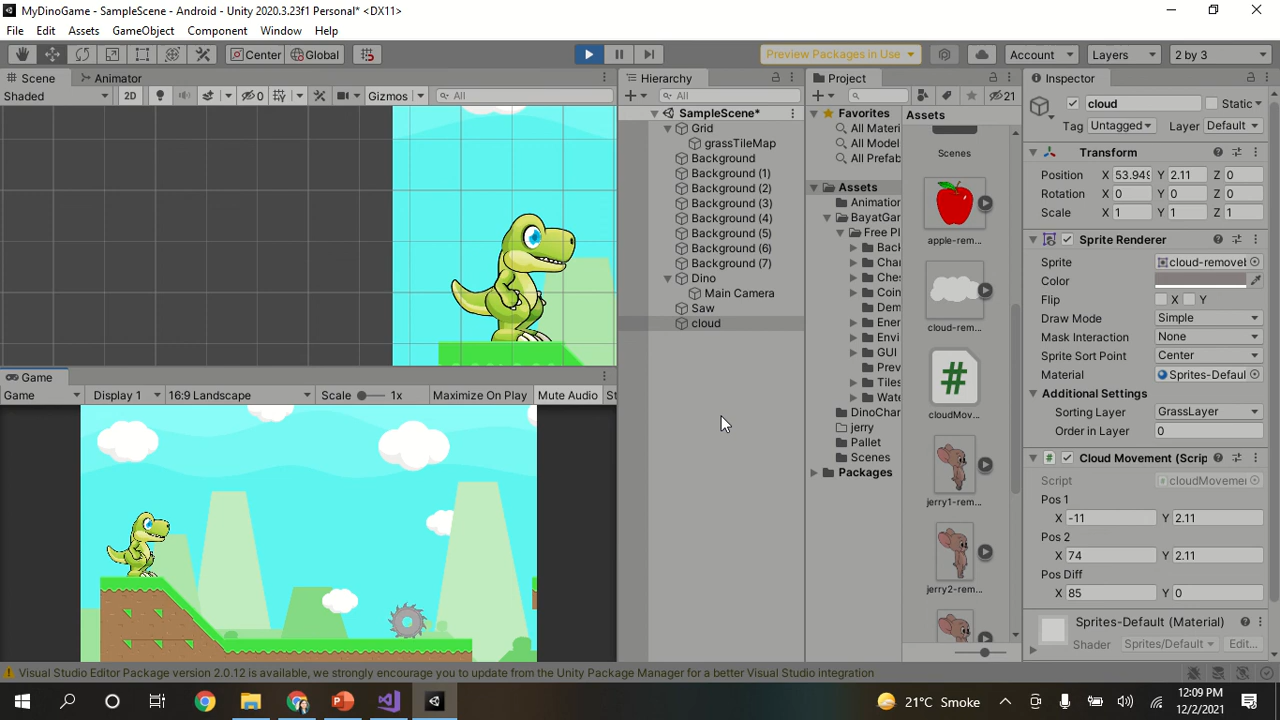 MyDinoGame - SampleScene - Android - Unity 2020.3.23f1 Personal* <DX11>
File Edit Assets GameObject Component Window Help
Center Global Preview Packages in Use Account Layers 2 by 3
Scene Animator
Shaded 2D 0 Gizmos All
Hierarchy
All
SampleScene*
Grid
grassTileMap
Background
Background (1)
Background (2)
Background (3)
Background (4)
Background (5)
Background (6)
Background (7)
Dino
Main Camera
Saw
cloud
Project
21
Favorites
All Materi
All Model
All Prefab
Assets
Animation
BayatGan
Free Pl
Back
Char
Ches
Coin
Dem
Ener
Envi
GUI
Prev
Tiles
Wate
DinoChar
jerry
Pallet
Scenes
Packages
Assets
Scenes
apple-rem...
cloud-rem...
cloudMov...
jerry1-rem...
jerry2-rem...
Inspector
cloud Static
Tag Untagged Layer Default
Transform
Position X 53.949 Y 2.11 Z 0
Rotation X 0 Y 0 Z 0
Scale X 1 Y 1 Z 1
Sprite Renderer
Sprite cloud-removeb
Color
Flip X Y
Draw Mode Simple
Mask Interaction None
Sprite Sort Point Center
Material Sprites-Defaul
Additional Settings
Sorting Layer GrassLayer
Order in Layer 0
Cloud Movement (Scrip
Script cloudMovemen
Pos 1
X -11 Y 2.11
Pos 2
X 74 Y 2.11
Pos Diff
X 85 Y 0
Sprites-Default (Material)
Shader Sprites/Default Edit...
Game
Game Display 1 16:9 Landscape Scale 1x Maximize On Play Mute Audio St
Visual Studio Editor Package version 2.0.12 is available, we strongly encourage you to update from the Unity Package Manager for a better Visual Studio integration
21°C Smoke
12:09 PM
12/2/2021